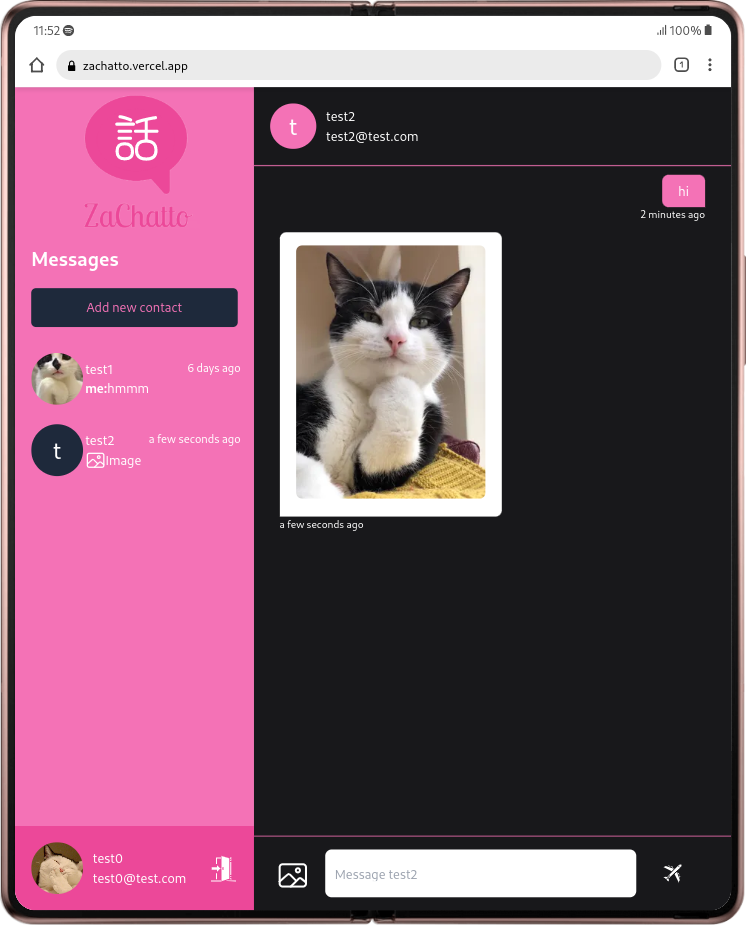 11:52
100%
zachatto.vercel.app
1
話
ZaChatto
Messages
Add new contact
test1
6 days ago
me:hmmm
t
test2
a few seconds ago
Image
test0
test0@test.com
t
test2
test2@test.com
hi
2 minutes ago
a few seconds ago
Message test2